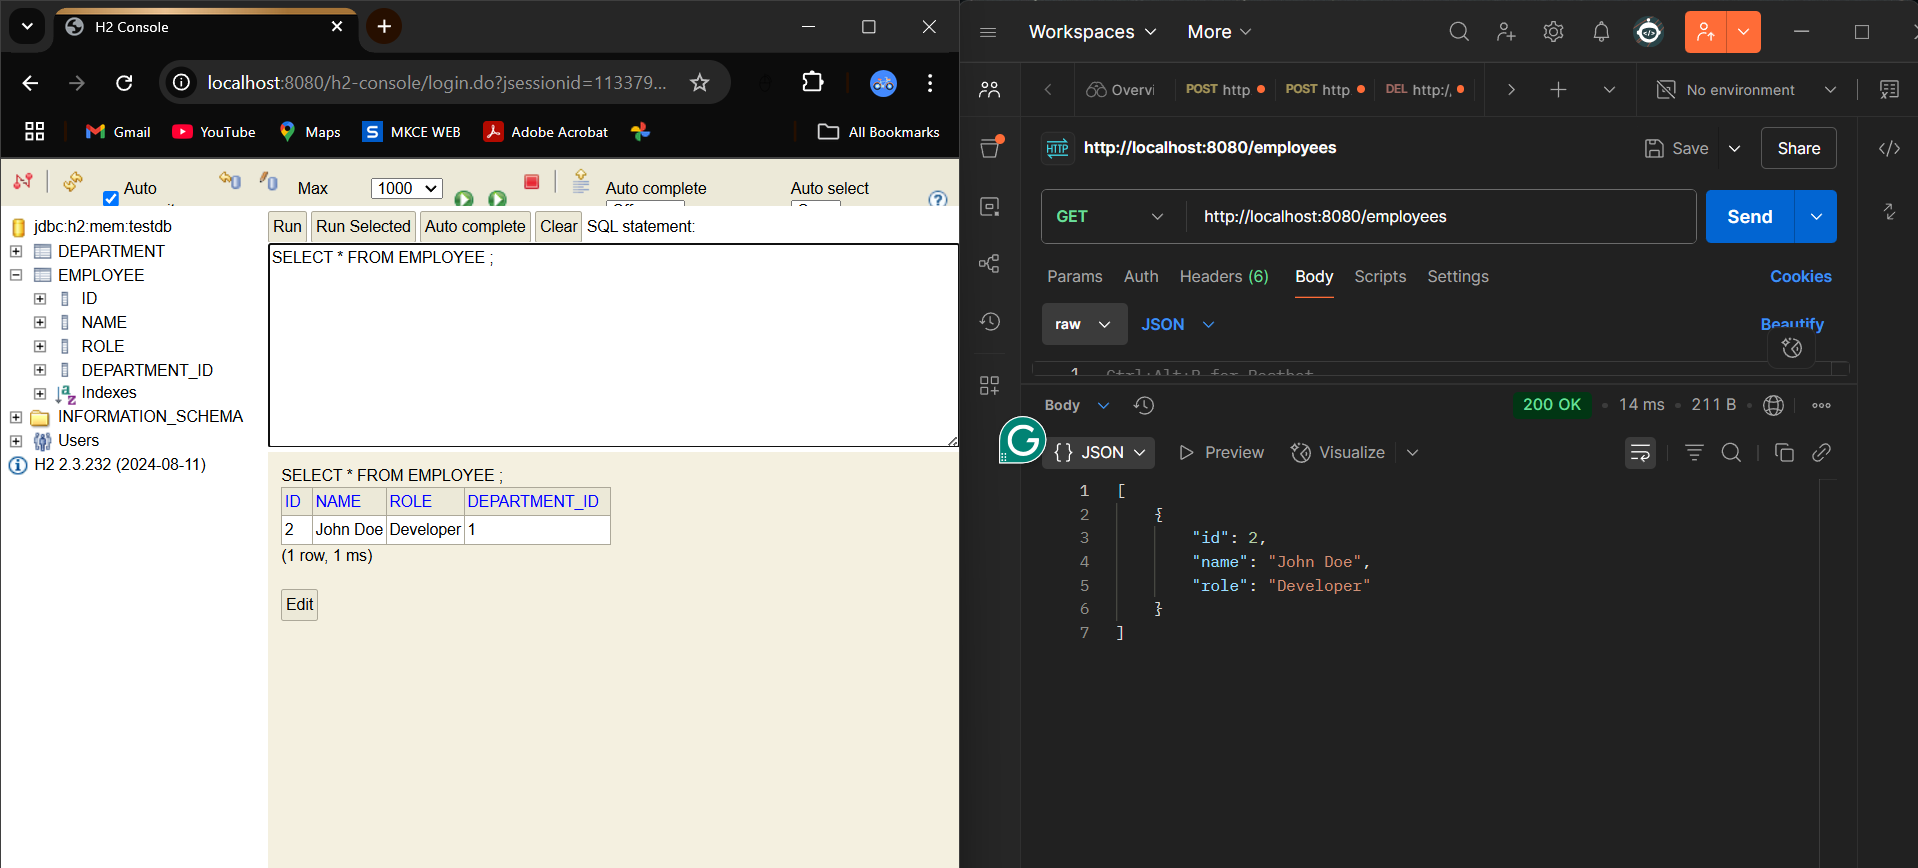 H2 Console
localhost:8080/h2-console/login.do?jsessionid=113379...
Gmail YouTube Maps MKCE WEB Adobe Acrobat All Bookmarks
Auto Max 1000 Auto complete Auto select
jdbc:h2:mem:testdb
DEPARTMENT
EMPLOYEE
ID
NAME
ROLE
DEPARTMENT_ID
Indexes
INFORMATION_SCHEMA
Users
H2 2.3.232 (2024-08-11)
Run Run Selected Auto complete Clear SQL statement:
SELECT * FROM EMPLOYEE ;
SELECT * FROM EMPLOYEE ;
ID NAME ROLE DEPARTMENT_ID
2 John Doe Developer 1
(1 row, 1 ms)
Edit
Workspaces More
Overvi POST http POST http DEL http:/, No environment
HTTP http://localhost:8080/employees Save Share
GET http://localhost:8080/employees Send
Params Auth Headers (6) Body Scripts Settings Cookies
raw JSON Beautify
1
Body 200 OK 14 ms 211 B
{} JSON Preview Visualize
1 [
2 {
3 "id": 2,
4 "name": "John Doe",
5 "role": "Developer"
6 }
7 ]